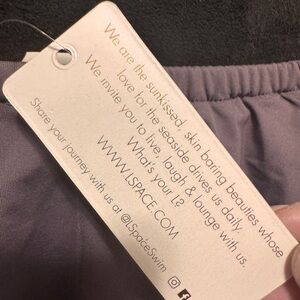 We are the sunkissed, skin baring beauties whose
love for the seaside drives us daily.
We invite you to live, laugh & lounge with us.
What's your l?
WWW.LSPACE.COM
Share your journey with us at @LSpaceSwim